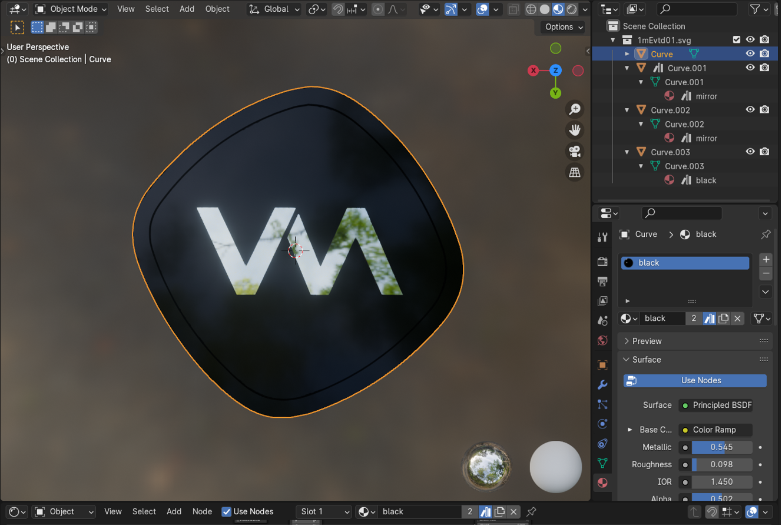 Object Mode View Select Add Object Global
Options
User Perspective
(0) Scene Collection | Curve
X Z
Y
VM
Scene Collection
1mEvtd01.svg
Curve
Curve.001
Curve.001
mirror
Curve.002
Curve.002
mirror
Curve.003
Curve.003
black
Curve > black
black
black 2
Preview
Surface
Use Nodes
Surface Principled BSDF
Base C... Color Ramp
Metallic 0.545
Roughness 0.098
IOR 1.450
Alpha 0.502
Object View Select Add Node Use Nodes Slot 1 black 2